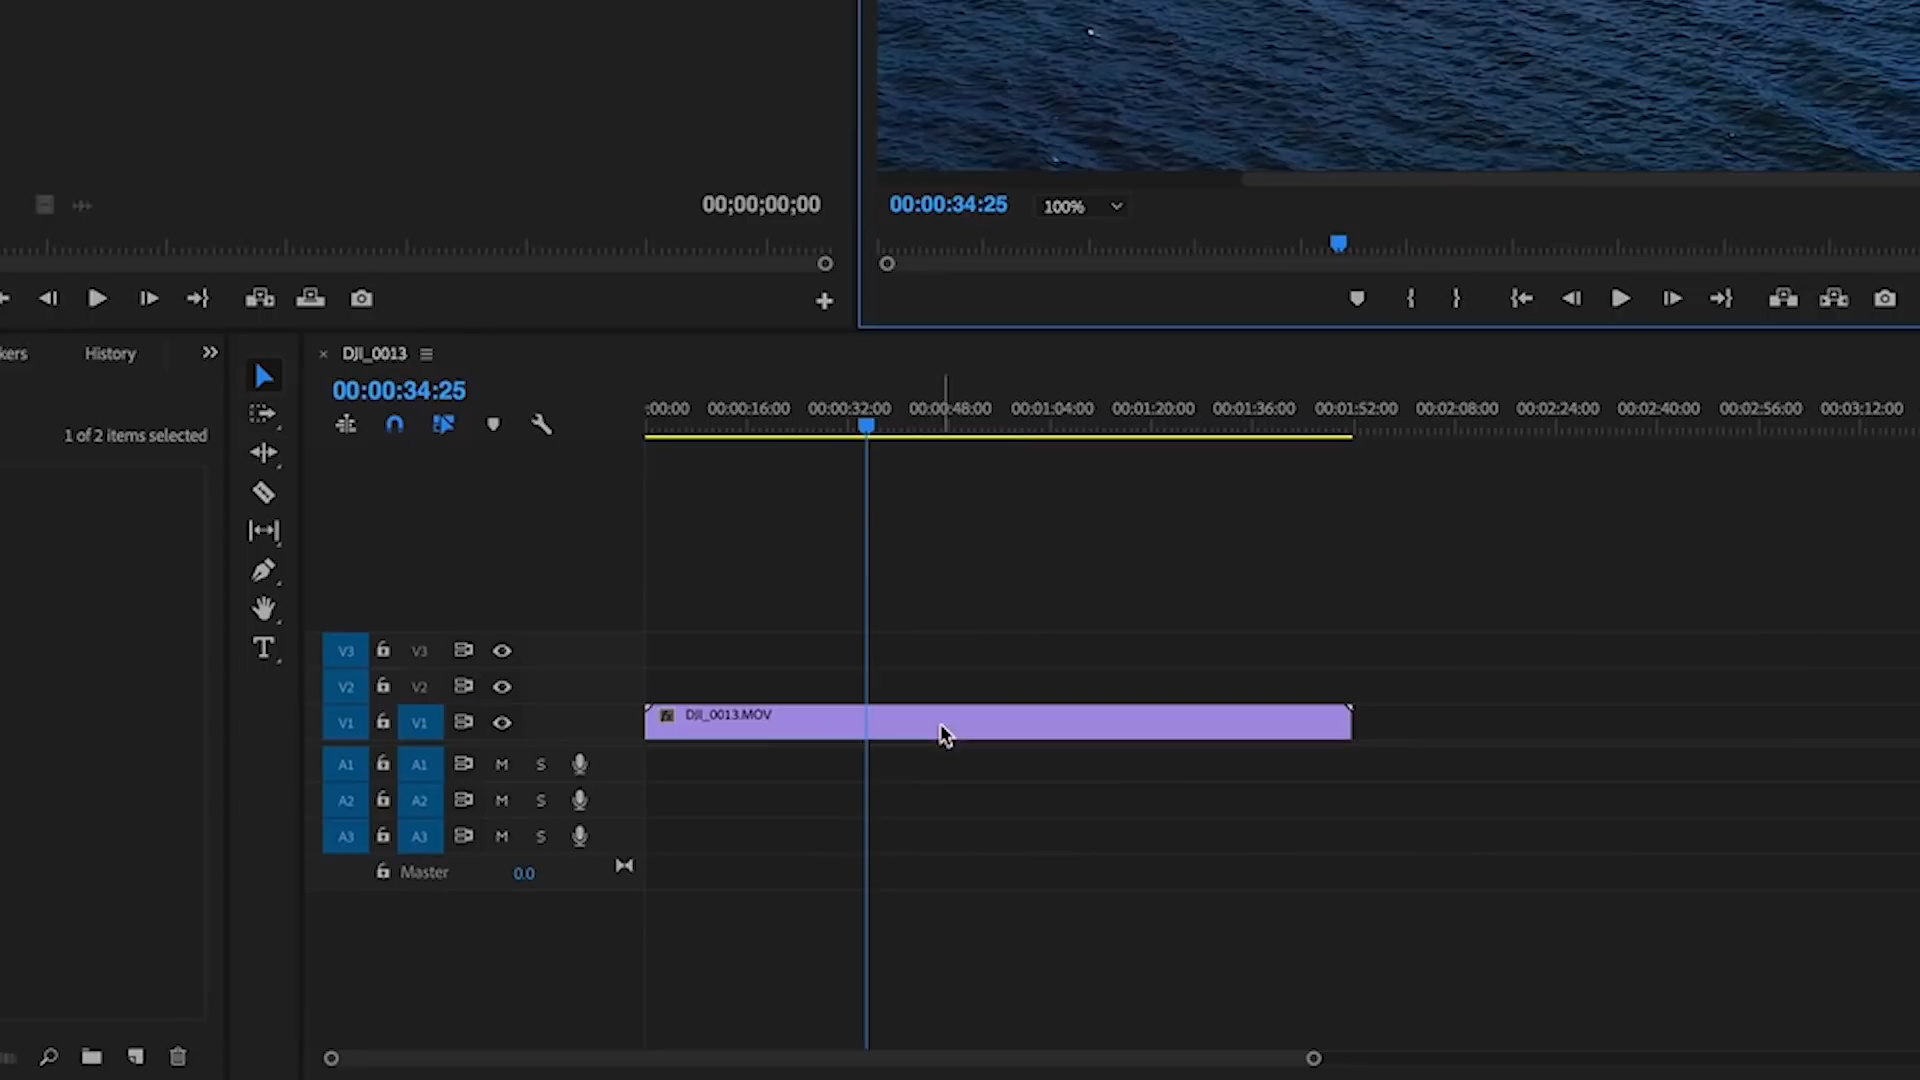 00;00;00;00
00:00:34:25
100%
kers
History
1 of 2 items selected
DJI_0013
00:00:34:25
:00:00
00:00:16:00
00:00:32:00
00:00:48:00
00:01:04:00
00:01:20:00
00:01:36:00
00:01:52:00
00:02:08:00
00:02:24:00
00:02:40:00
00:02:56:00
00:03:12:00
V3 V3
V2 V2
V1 V1
DJI_0013.MOV
A1 A1 M S
A2 A2 M S
A3 A3 M S
Master 0.0